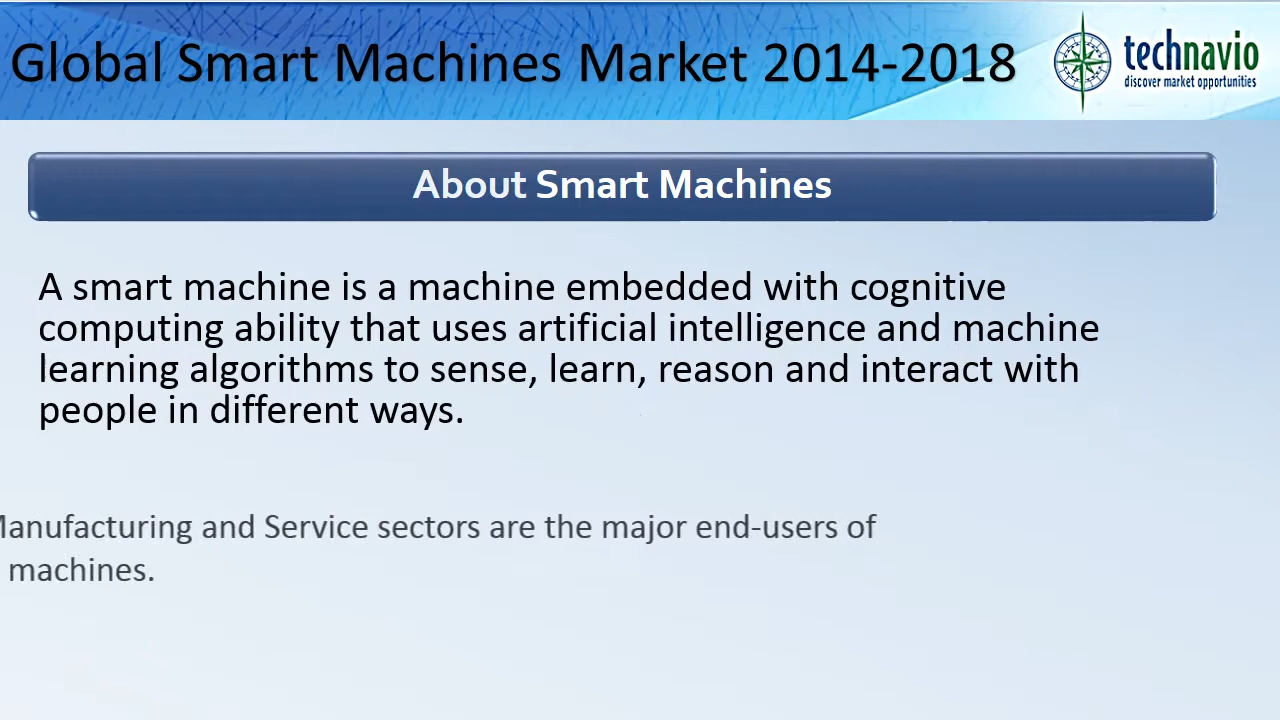 Global Smart Machines Market 2014-2018
technavio
discover market opportunities
About Smart Machines
A smart machine is a machine embedded with cognitive
computing ability that uses artificial intelligence and machine
learning algorithms to sense, learn, reason and interact with
people in different ways.
Manufacturing and Service sectors are the major end-users of
machines.